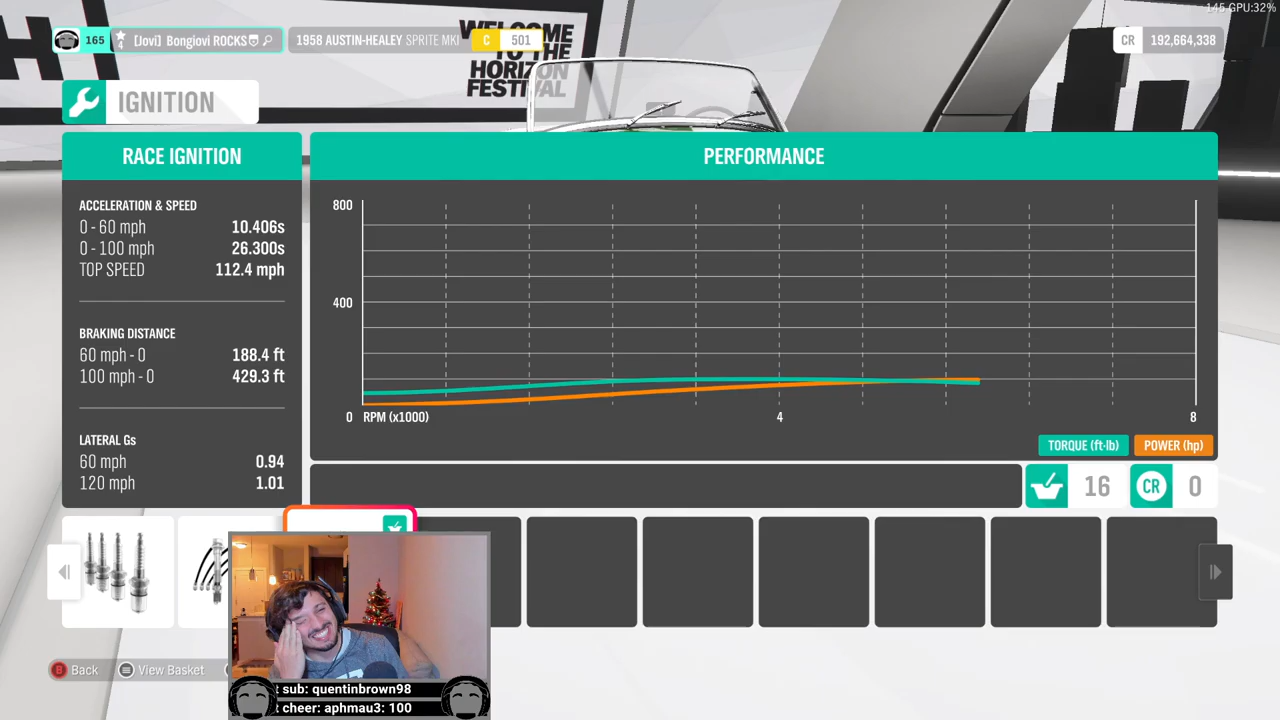 145 GPU:32%
165
4
[Jovi] Bongiovi ROCKS
1958 AUSTIN-HEALEY SPRITE MKI
C 501
CR 192,664,338
WELCOME
TO THE
HORIZON
FESTIVAL
IGNITION
RACE IGNITION
ACCELERATION & SPEED
0 - 60 mph 10.406s
0 - 100 mph 26.300s
TOP SPEED 112.4 mph
BRAKING DISTANCE
60 mph - 0 188.4 ft
100 mph - 0 429.3 ft
LATERAL Gs
60 mph 0.94
120 mph 1.01
PERFORMANCE
800
400
0 RPM (x1000) 4 8
TORQUE (ft·lb) POWER (hp)
16 CR 0
B Back View Basket
t sub: quentinbrown98
t cheer: aphmau3: 100